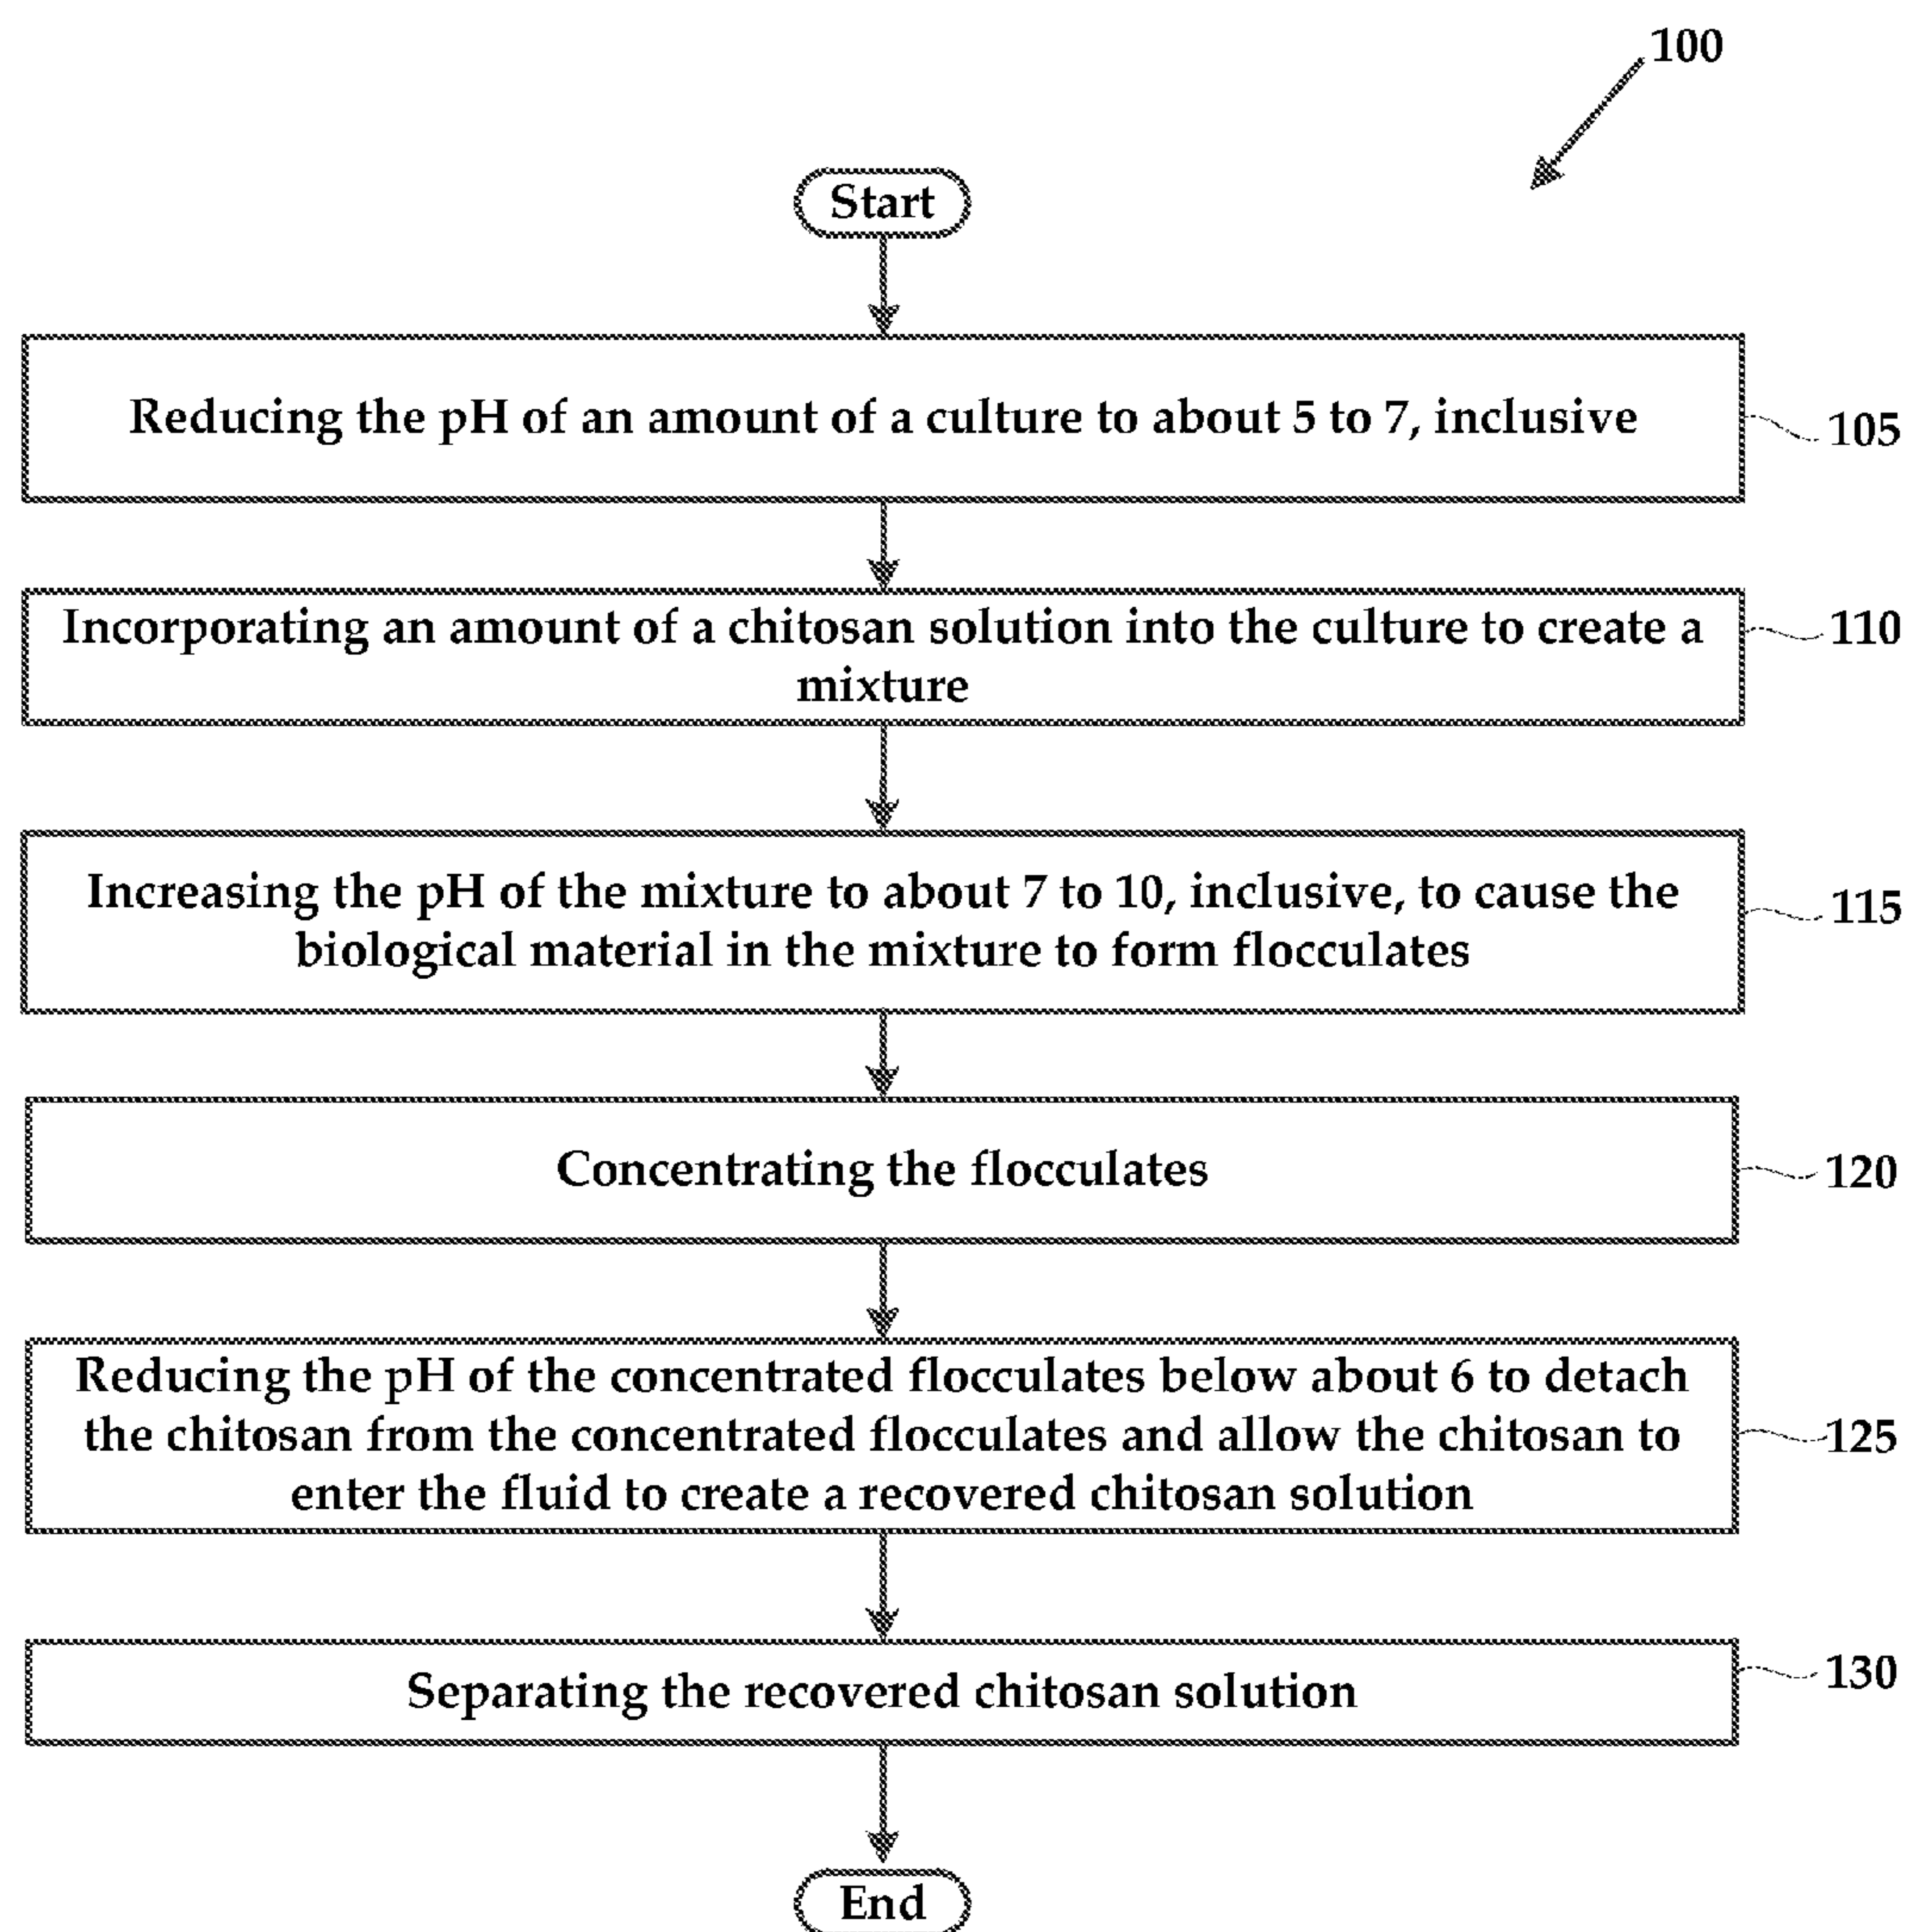 100
Start
Reducing the pH of an amount of a culture to about 5 to 7, inclusive
105
Incorporating an amount of a chitosan solution into the culture to create a
mixture
110
Increasing the pH of the mixture to about 7 to 10, inclusive, to cause the
biological material in the mixture to form flocculates
115
Concentrating the flocculates
120
Reducing the pH of the concentrated flocculates below about 6 to detach
the chitosan from the concentrated flocculates and allow the chitosan to
enter the fluid to create a recovered chitosan solution
125
Separating the recovered chitosan solution
130
End